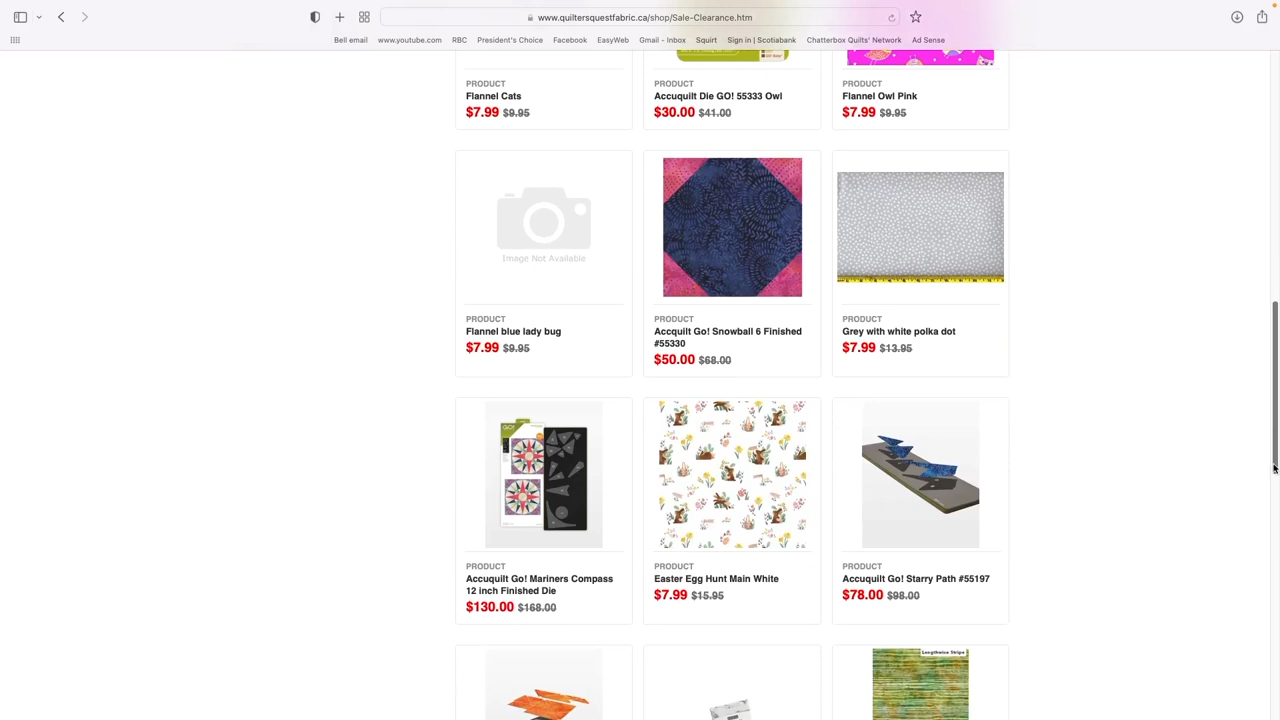 www.quiltersquestfabric.ca/shop/Sale-Clearance.htm
Bell email www.youtube.com RBC President's Choice Facebook EasyWeb Gmail - Inbox Squirt Sign in | Scotiabank Chatterbox Quilts' Network Ad Sense
PRODUCT
Flannel Cats
$7.99 $9.95
PRODUCT
Accuquilt Die GO! 55333 Owl
$30.00 $41.00
PRODUCT
Flannel Owl Pink
$7.99 $9.95
Image Not Available
PRODUCT
Flannel blue lady bug
$7.99 $9.95
PRODUCT
Accquilt Go! Snowball 6 Finished
#55330
$50.00 $68.00
PRODUCT
Grey with white polka dot
$7.99 $13.95
GO!
PRODUCT
Accuquilt Go! Mariners Compass
12 inch Finished Die
$130.00 $168.00
PRODUCT
Easter Egg Hunt Main White
$7.99 $15.95
PRODUCT
Accuquilt Go! Starry Path #55197
$78.00 $98.00
Lengthwise Stripe